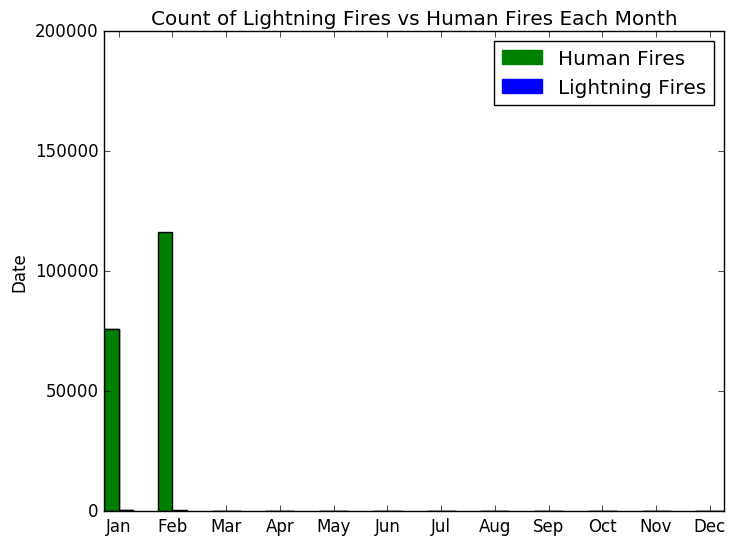 Count of Lightning Fires vs Human Fires Each Month
200000
150000
100000
50000
0
Date
Human Fires
Lightning Fires
Jan Feb Mar Apr May Jun Jul Aug Sep Oct Nov Dec